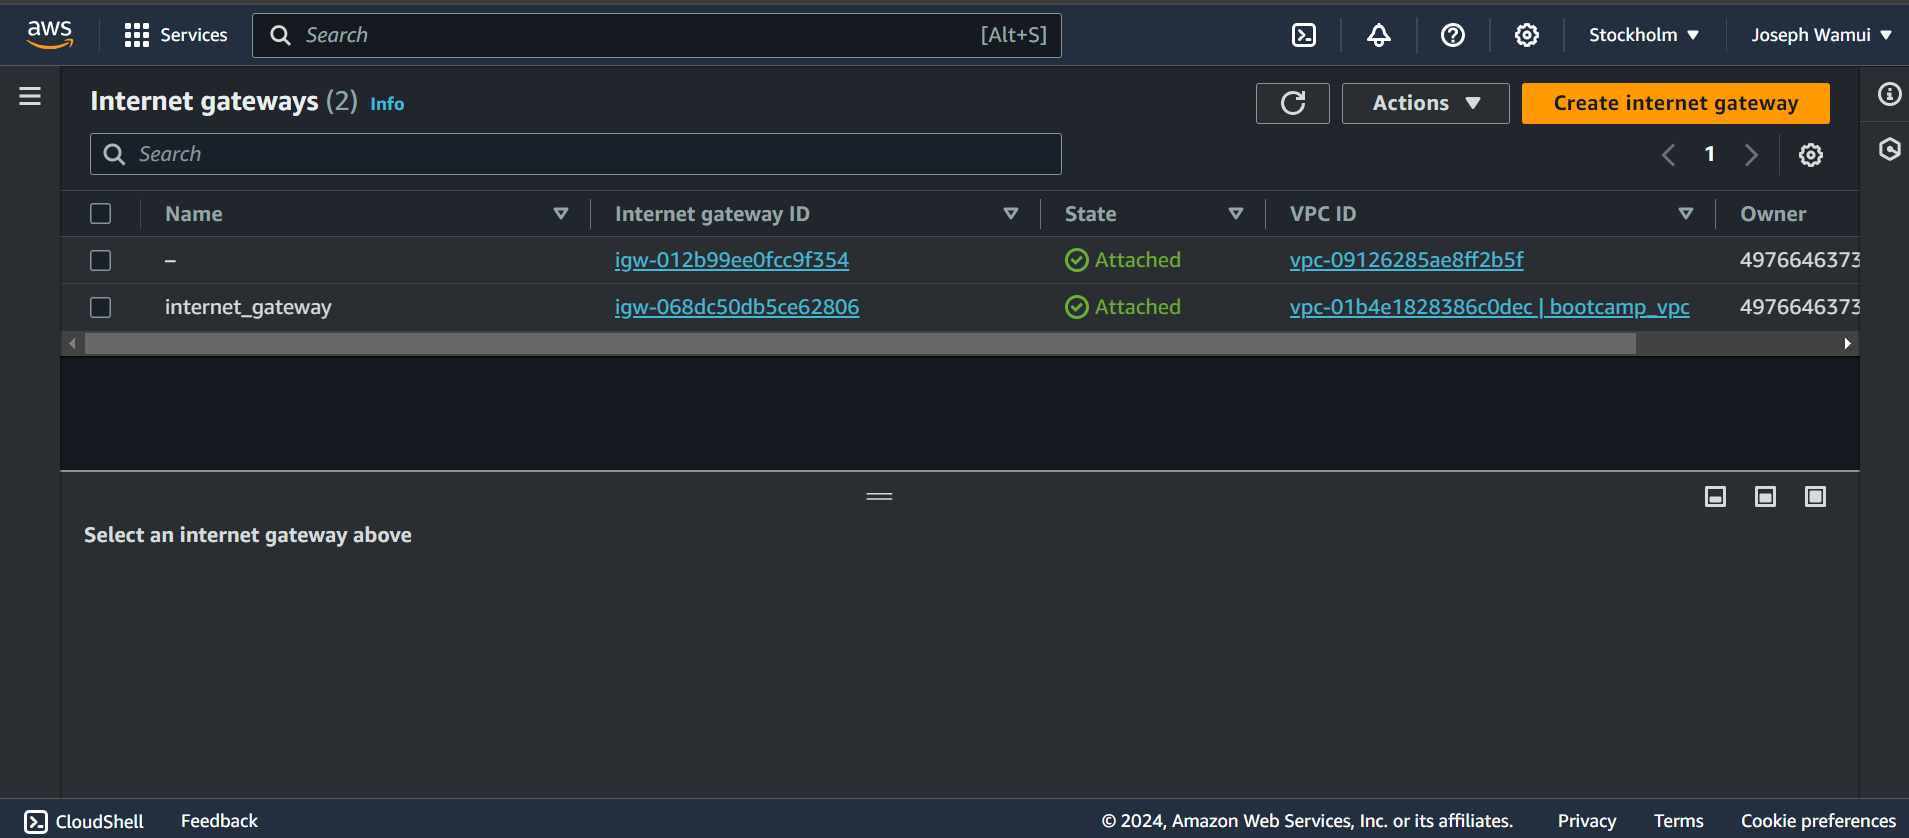 aws Services Search [Alt+S] Stockholm Joseph Wamui
Internet gateways (2) Info Actions Create internet gateway
Search 1
Name Internet gateway ID State VPC ID Owner
– igw-012b99ee0fcc9f354 Attached vpc-09126285ae8ff2b5f 4976646373
internet_gateway igw-068dc50db5ce62806 Attached vpc-01b4e1828386c0dec | bootcamp_vpc 4976646373
Select an internet gateway above
CloudShell Feedback © 2024, Amazon Web Services, Inc. or its affiliates. Privacy Terms Cookie preferences